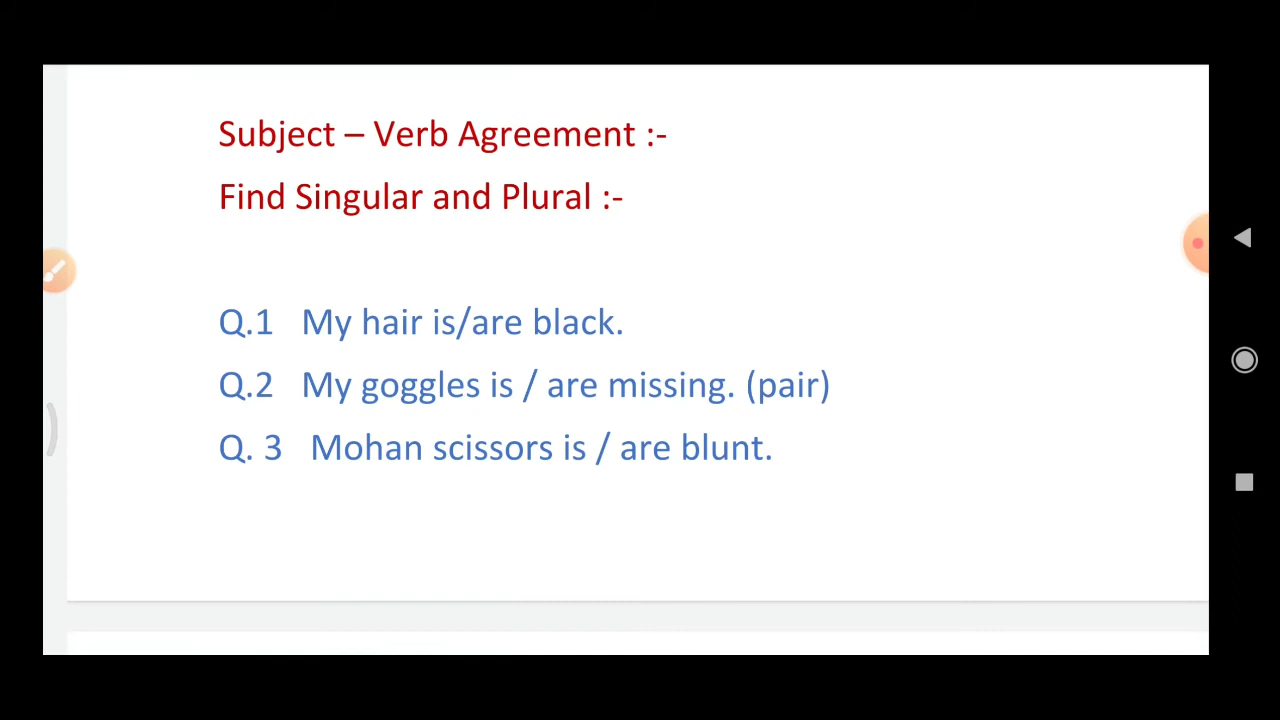 Subject – Verb Agreement :-
Find Singular and Plural :-
Q.1 My hair is/are black.
Q.2 My goggles is / are missing. (pair)
Q. 3 Mohan scissors is / are blunt.